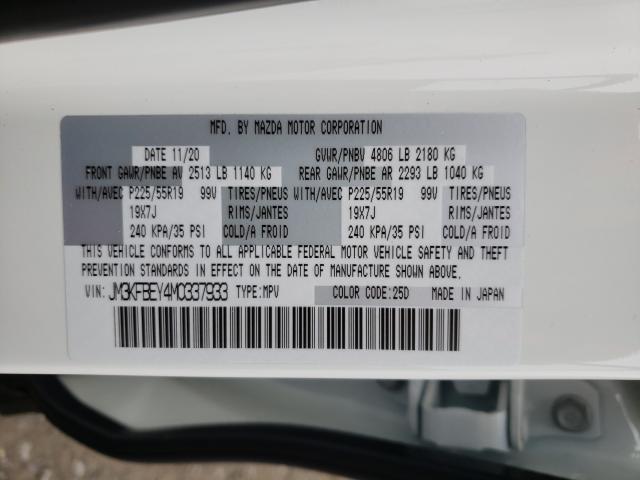 MFD. BY MAZDA MOTOR CORPORATION
DATE 11/20 GVWR/PNBV 4806 LB 2180 KG
FRONT GAWR/PNBE AV 2513 LB 1140 KG REAR GAWR/PNBE AR 2293 LB 1040 KG
WITH/AVEC P225/55R19 99V TIRES/PNEUS WITH/AVEC P225/55R19 99V TIRES/PNEUS
19X7J RIMS/JANTES 19X7J RIMS/JANTES
240 KPA/35 PSI COLD/A FROID 240 KPA/35 PSI COLD/A FROID
THIS VEHICLE CONFORMS TO ALL APPLICABLE FEDERAL MOTOR VEHICLE SAFETY AND THEFT
PREVENTION STANDARDS IN EFFECT ON THE DATE OF MANUFACTURE SHOWN ABOVE.
VIN: JM3KFBEY4M0337933 TYPE:MPV COLOR CODE:25D MADE IN JAPAN